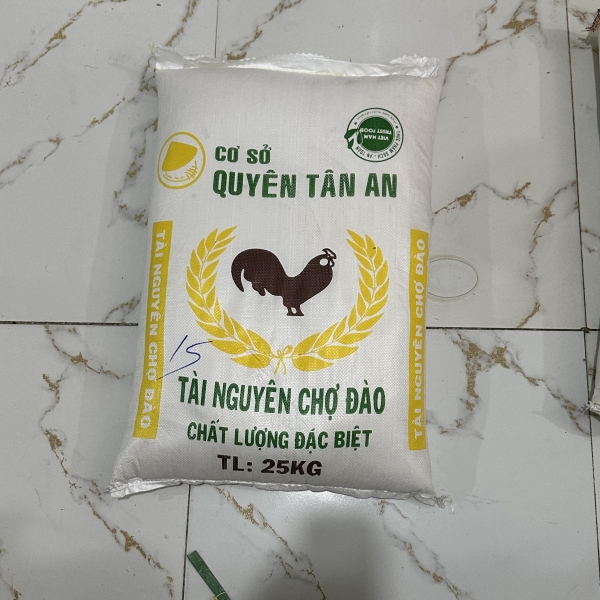 CƠ SỞ
QUYÊN TÂN AN
VIET NAM
TRUST FOOD
TÀI NGUYÊN CHỢ ĐÀO
TÀI NGUYÊN CHỢ ĐÀO
15
TÀI NGUYÊN CHỢ ĐÀO
CHẤT LƯỢNG ĐẶC BIỆT
TL: 25KG